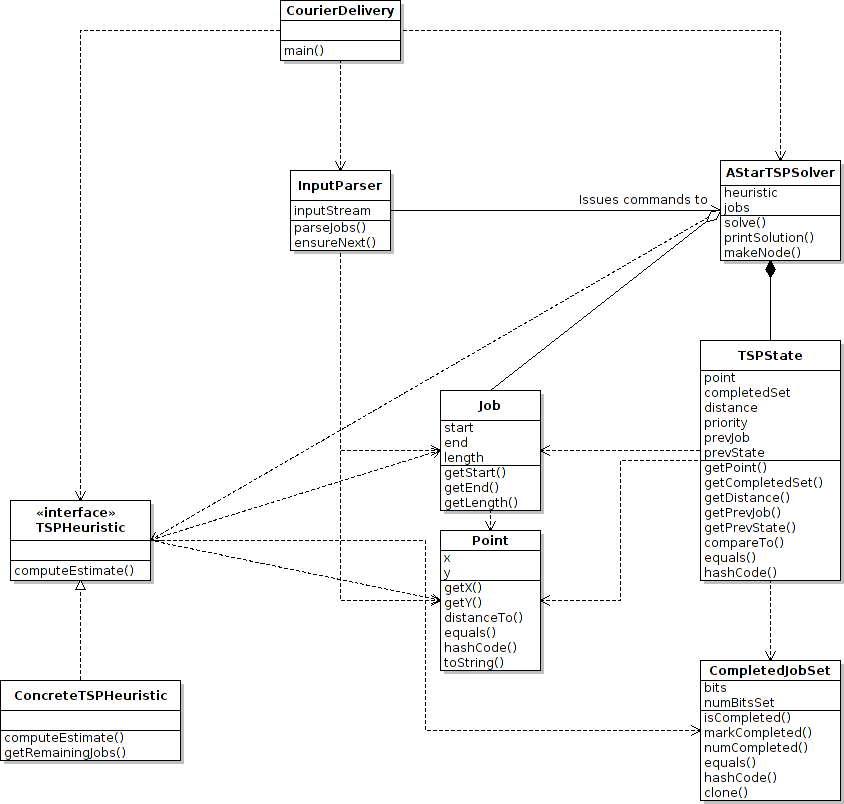 CourierDelivery
main()
InputParser
inputStream
parseJobs()
ensureNext()
Issues commands to
AStarTSPSolver
heuristic
jobs
solve()
printSolution()
makeNode()
TSPState
point
completedSet
distance
priority
prevJob
prevState
getPoint()
getCompletedSet()
getDistance()
getPrevJob()
getPrevState()
compareTo()
equals()
hashCode()
Job
start
end
length
getStart()
getEnd()
getLength()
«interface»
TSPHeuristic
computeEstimate()
Point
x
y
getX()
getY()
distanceTo()
equals()
hashCode()
toString()
ConcreteTSPHeuristic
computeEstimate()
getRemainingJobs()
CompletedJobSet
bits
numBitsSet
isCompleted()
markCompleted()
numCompleted()
equals()
hashCode()
clone()